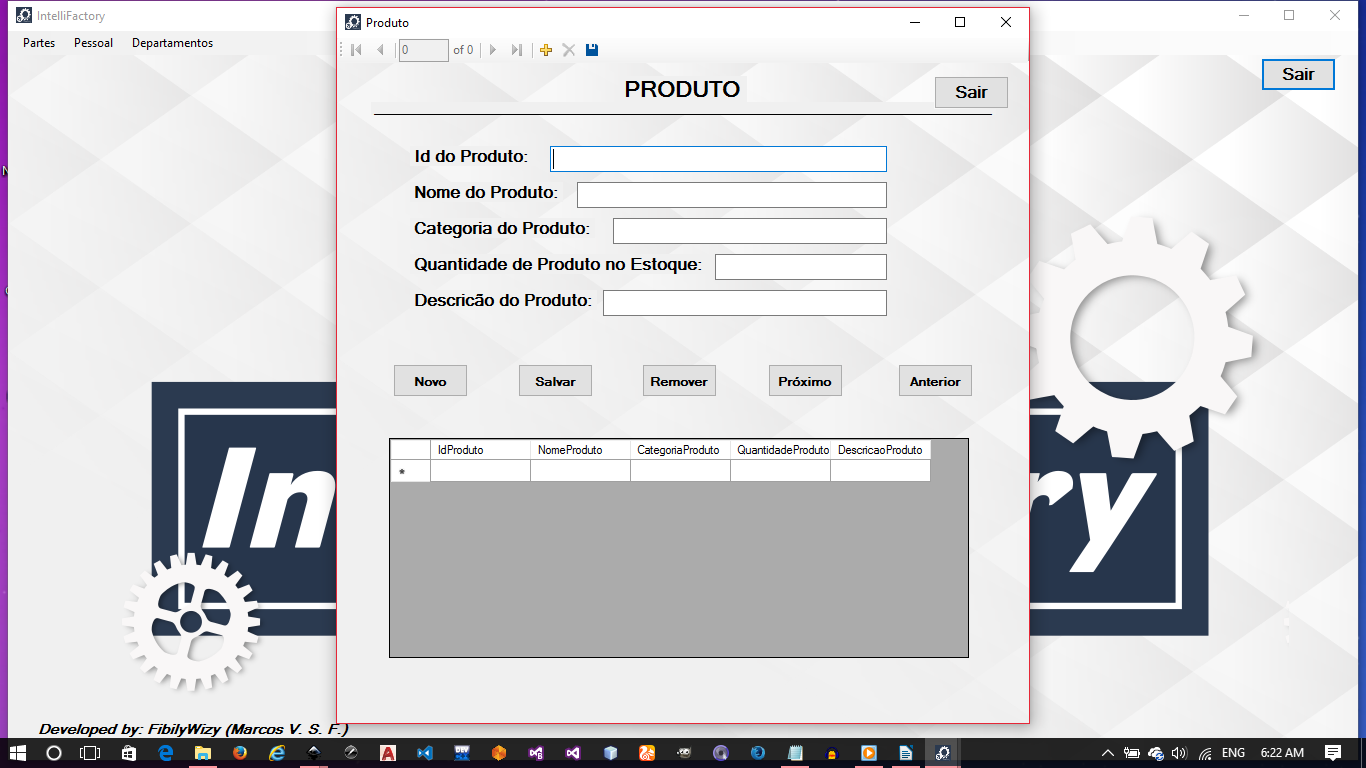 IntelliFactory
Partes Pessoal Departamentos
Sair
Produto
0 of 0
PRODUTO
Sair
Id do Produto:
Nome do Produto:
Categoria do Produto:
Quantidade de Produto no Estoque:
Descricão do Produto:
Novo Salvar Remover Próximo Anterior
IdProduto NomeProduto CategoriaProduto QuantidadeProduto DescricaoProduto
*
In ry
Developed by: FibilyWizy (Marcos V. S. F.)
ENG 6:22 AM